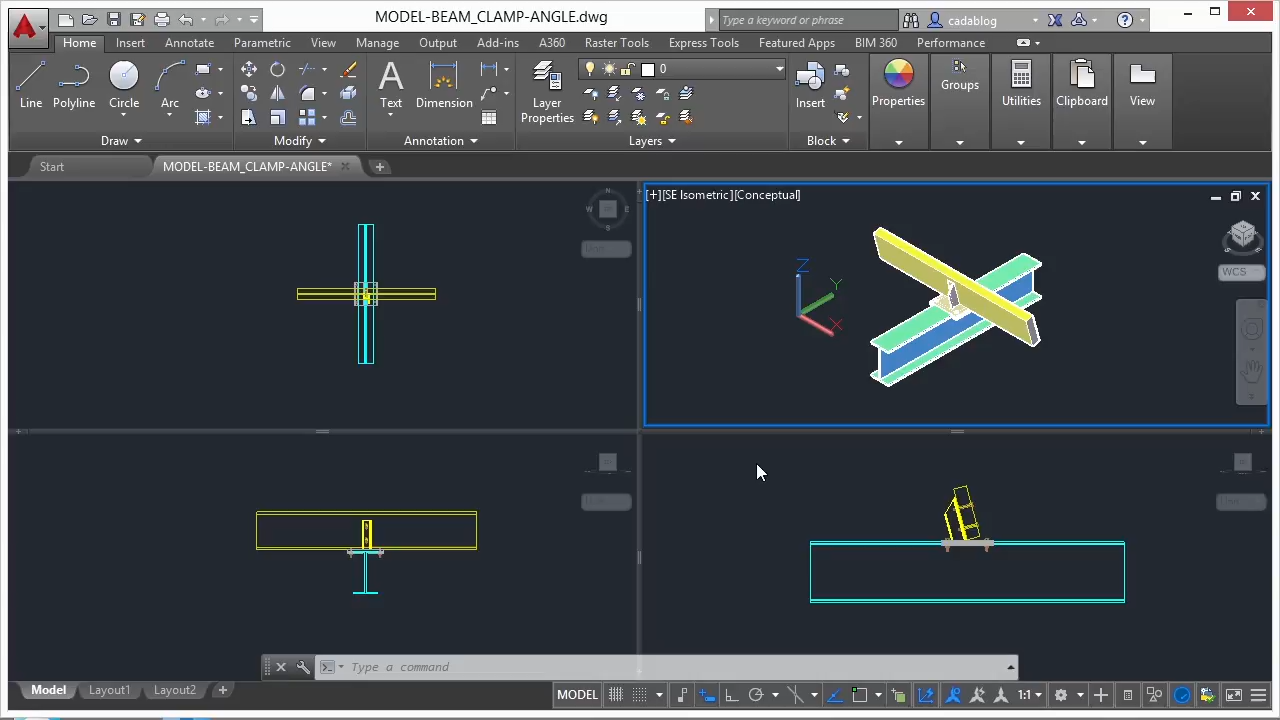 MODEL-BEAM_CLAMP-ANGLE.dwg
Type a keyword or phrase
cadablog
Home Insert Annotate Parametric View Manage Output Add-ins A360 Raster Tools Express Tools Featured Apps BIM 360 Performance
0
Line Polyline Circle Arc
Text Dimension
Layer Properties
Insert
Properties
Groups
Utilities
Clipboard
View
Draw Modify Annotation Layers Block
Start MODEL-BEAM_CLAMP-ANGLE*
[+][SE Isometric][Conceptual]
N
W E
S
WCS
Z
Y
X
Type a command
Model Layout1 Layout2
MODEL
1:1